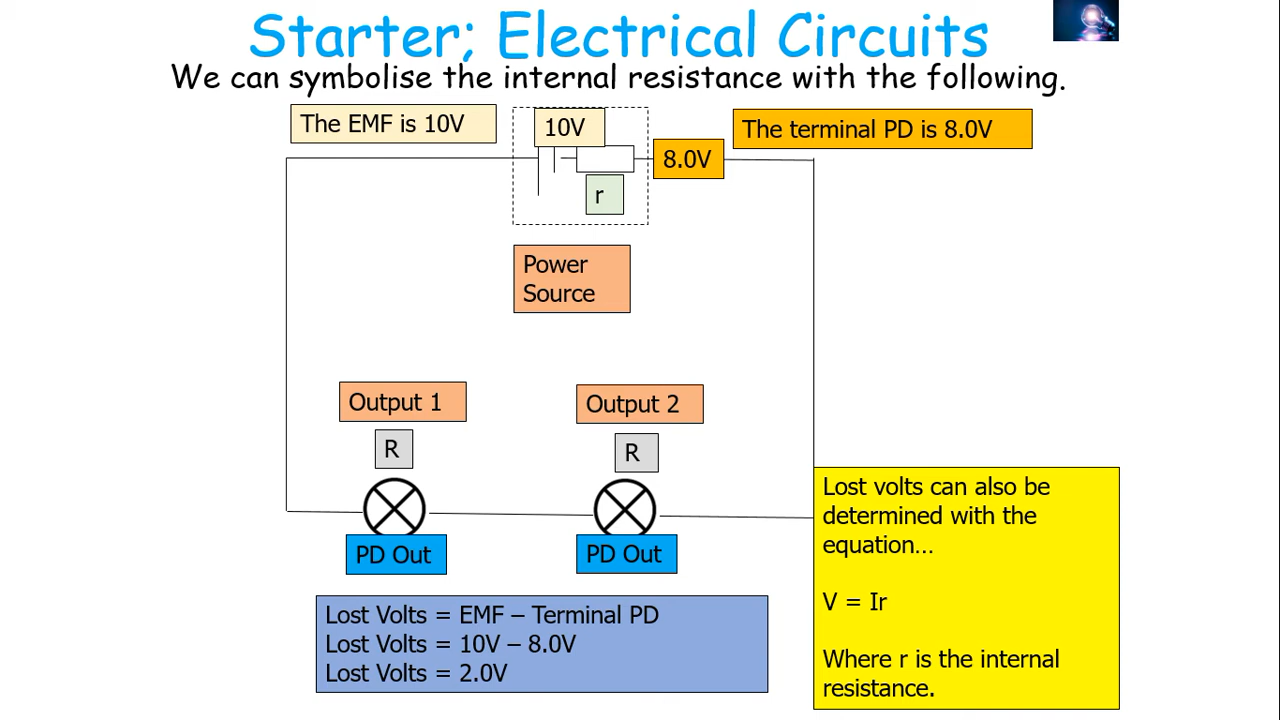 Starter; Electrical Circuits
We can symbolise the internal resistance with the following.
The EMF is 10V
10V
The terminal PD is 8.0V
8.0V
r
Power
Source
Output 1
Output 2
R
R
PD Out
PD Out
Lost Volts = EMF – Terminal PD
Lost Volts = 10V – 8.0V
Lost Volts = 2.0V
Lost volts can also be
determined with the
equation…
V = Ir
Where r is the internal
resistance.